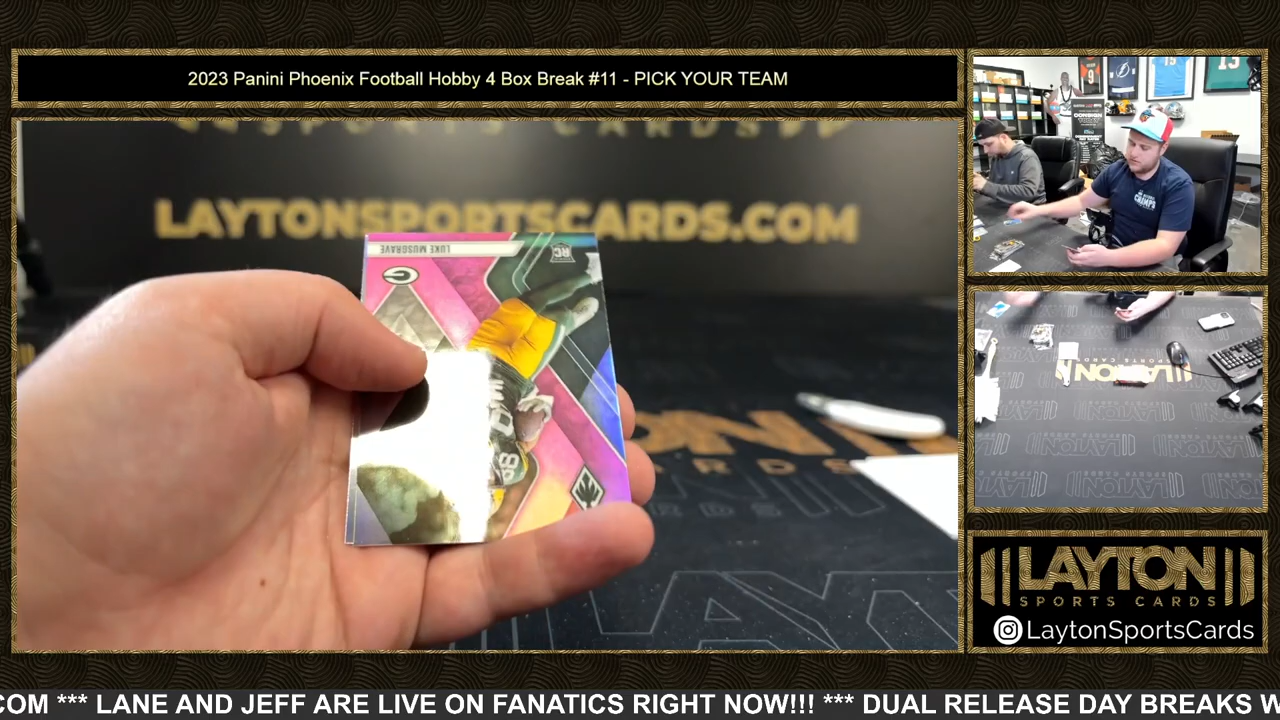 2023 Panini Phoenix Football Hobby 4 Box Break #11 - PICK YOUR TEAM
LAYTONSPORTSCARDS.COM
LUKE MUSGRAVE
RC
LAYTON
SPORTS CARDS
LaytonSportsCards
COM *** LANE AND JEFF ARE LIVE ON FANATICS RIGHT NOW!!! *** DUAL RELEASE DAY BREAKS W